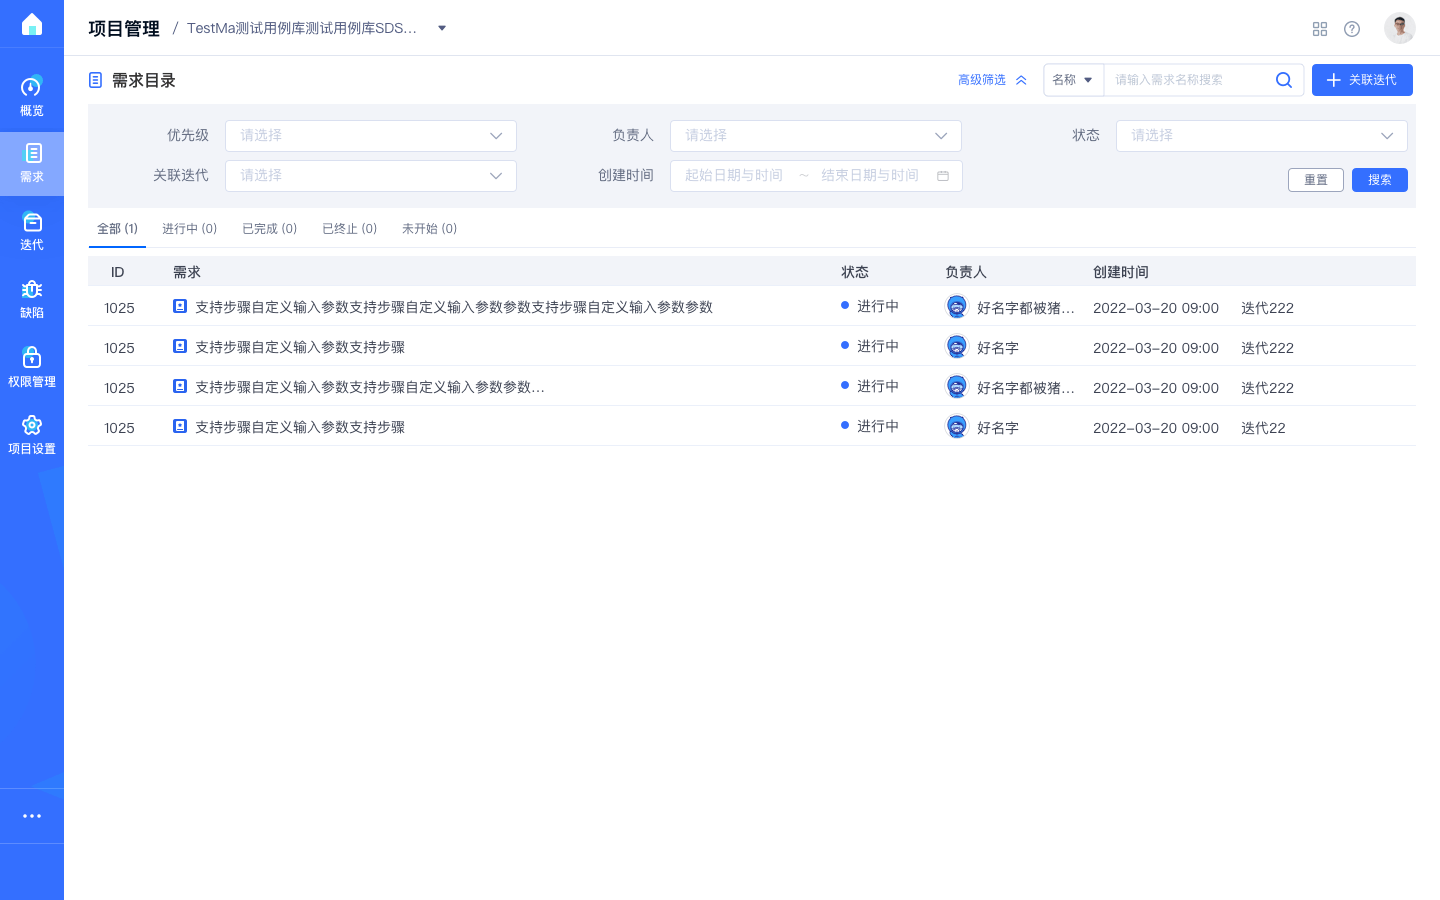 项目管理 / TestMa测试用例库测试用例库SDS...
概览
需求
迭代
缺陷
权限管理
项目设置
需求目录
高级筛选
名称
请输入需求名称搜索
关联迭代
优先级 请选择
负责人 请选择
状态 请选择
关联迭代 请选择
创建时间 起始日期与时间 ~ 结束日期与时间
重置
搜索
全部 (1) 进行中 (0) 已完成 (0) 已终止 (0) 未开始 (0)
ID 需求 状态 负责人 创建时间
1025 支持步骤自定义输入参数支持步骤自定义输入参数参数支持步骤自定义输入参数参数 进行中 好名字都被猪... 2022-03-20 09:00 迭代222
1025 支持步骤自定义输入参数支持步骤 进行中 好名字 2022-03-20 09:00 迭代222
1025 支持步骤自定义输入参数支持步骤自定义输入参数参数... 进行中 好名字都被猪... 2022-03-20 09:00 迭代222
1025 支持步骤自定义输入参数支持步骤 进行中 好名字 2022-03-20 09:00 迭代22